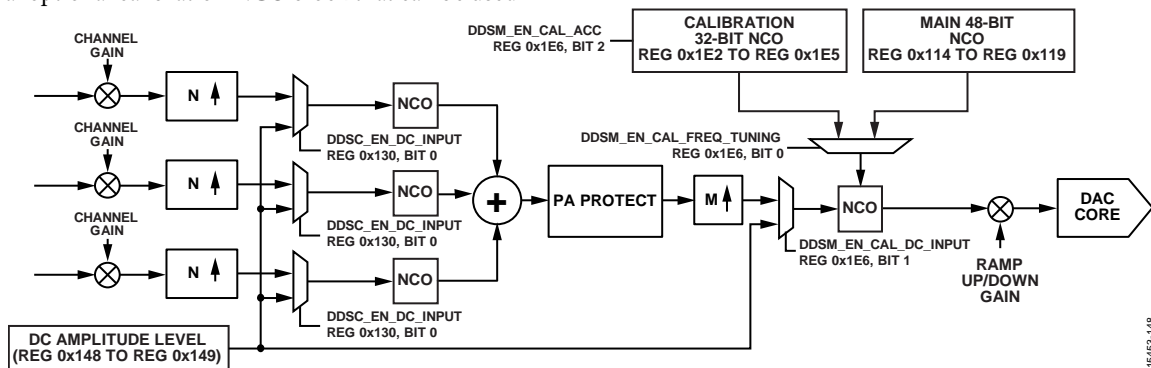 CALIBRATION
32-BIT NCO
REG 0x1E2 TO REG 0x1E5
MAIN 48-BIT
NCO
REG 0x114 TO REG 0x119
DDSM_EN_CAL_ACC
REG 0x1E6, BIT 2
CHANNEL
GAIN
N
NCO
DDSC_EN_DC_INPUT
REG 0x130, BIT 0
DDSM_EN_CAL_FREQ_TUNING
REG 0x1E6, BIT 0
CHANNEL
GAIN
N
NCO
DDSC_EN_DC_INPUT
REG 0x130, BIT 0
+
PA PROTECT
M
NCO
DAC
CORE
DDSM_EN_CAL_DC_INPUT
REG 0x1E6, BIT 1
RAMP
UP/DOWN
GAIN
CHANNEL
GAIN
N
NCO
DDSC_EN_DC_INPUT
REG 0x130, BIT 0
DC AMPLITUDE LEVEL
(REG 0x148 TO REG 0x149)